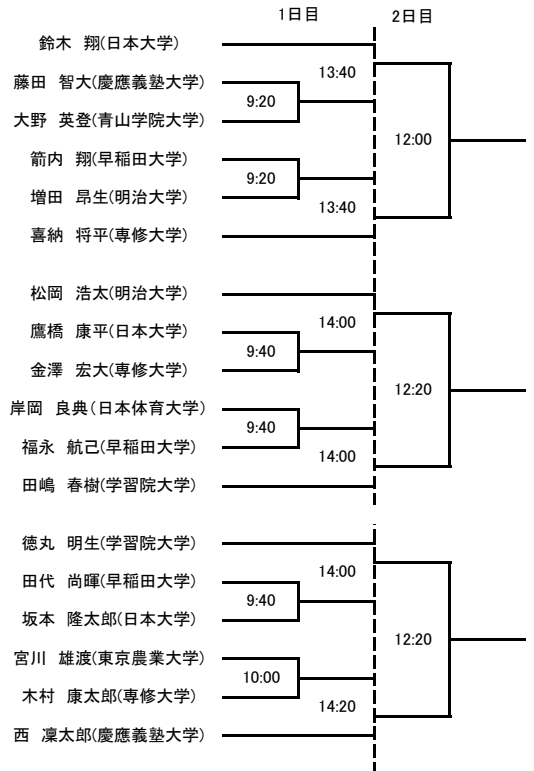 1日目 2日目
鈴木 翔(日本大学)
13:40
藤田 智大(慶應義塾大学)
9:20
大野 英登(青山学院大学)
12:00
箭内 翔(早稲田大学)
9:20
増田 昂生(明治大学)
13:40
喜納 将平(専修大学)
松岡 浩太(明治大学)
14:00
鷹橋 康平(日本大学)
9:40
金澤 宏大(専修大学)
12:20
岸岡 良典(日本体育大学)
9:40
福永 航己(早稲田大学)
14:00
田嶋 春樹(学習院大学)
徳丸 明生(学習院大学)
14:00
田代 尚暉(早稲田大学)
9:40
坂本 隆太郎(日本大学)
12:20
宮川 雄渡(東京農業大学)
10:00
木村 康太郎(専修大学)
14:20
西 凜太郎(慶應義塾大学)